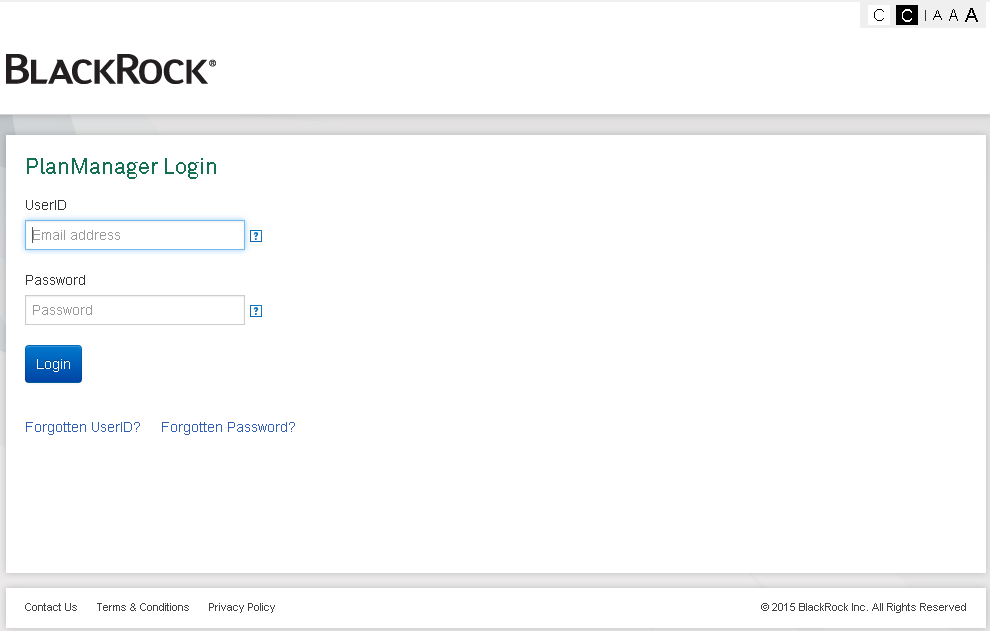 C C | A A A
BLACKROCK®
PlanManager Login
UserID
Email address ?
Password
Password ?
Login
Forgotten UserID? Forgotten Password?
Contact Us Terms & Conditions Privacy Policy © 2015 BlackRock Inc. All Rights Reserved